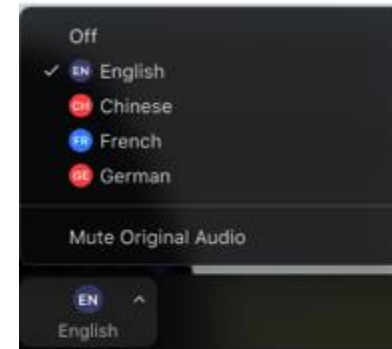 Off
EN English
CH Chinese
FR French
GE German
Mute Original Audio
EN
English